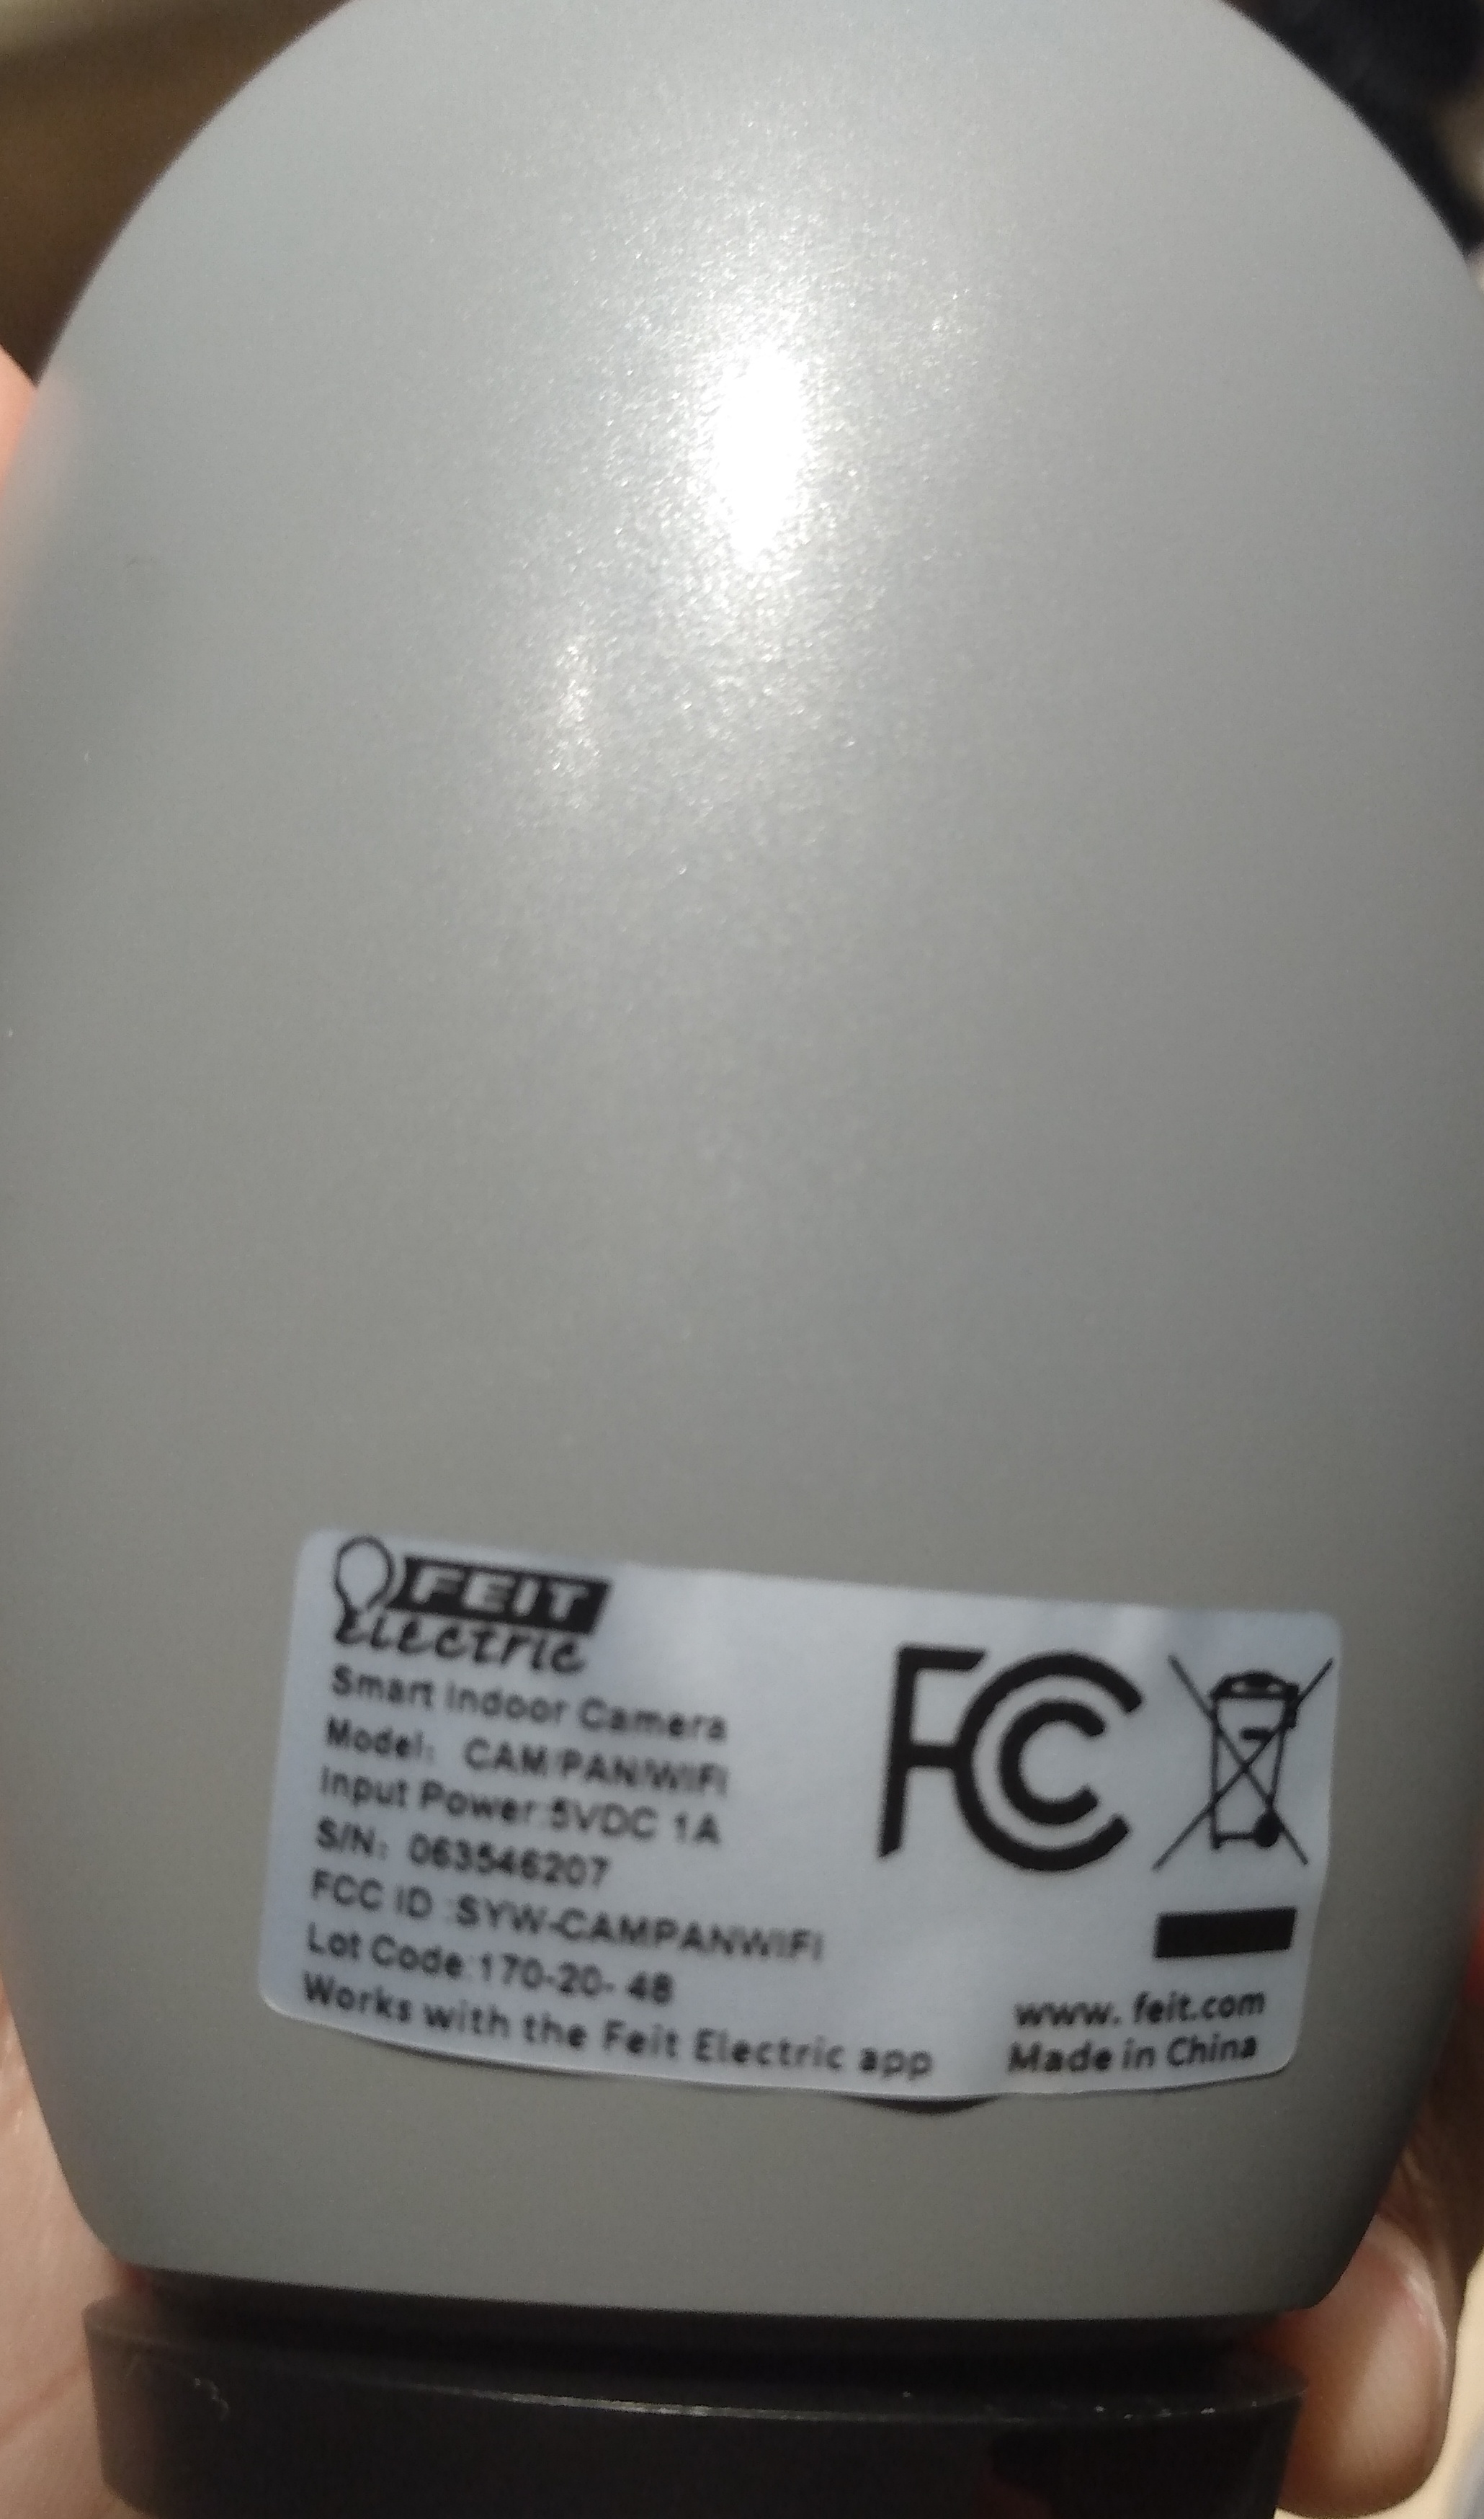 FEIT
electric
Smart Indoor Camera
Model: CAM/PAN/WIFI
Input Power:5VDC 1A
S/N: 063546207
FCC ID :SYW-CAMPANWIFI
Lot Code:170-20- 48
Works with the Feit Electric app
FC
www. feit.com
Made in China